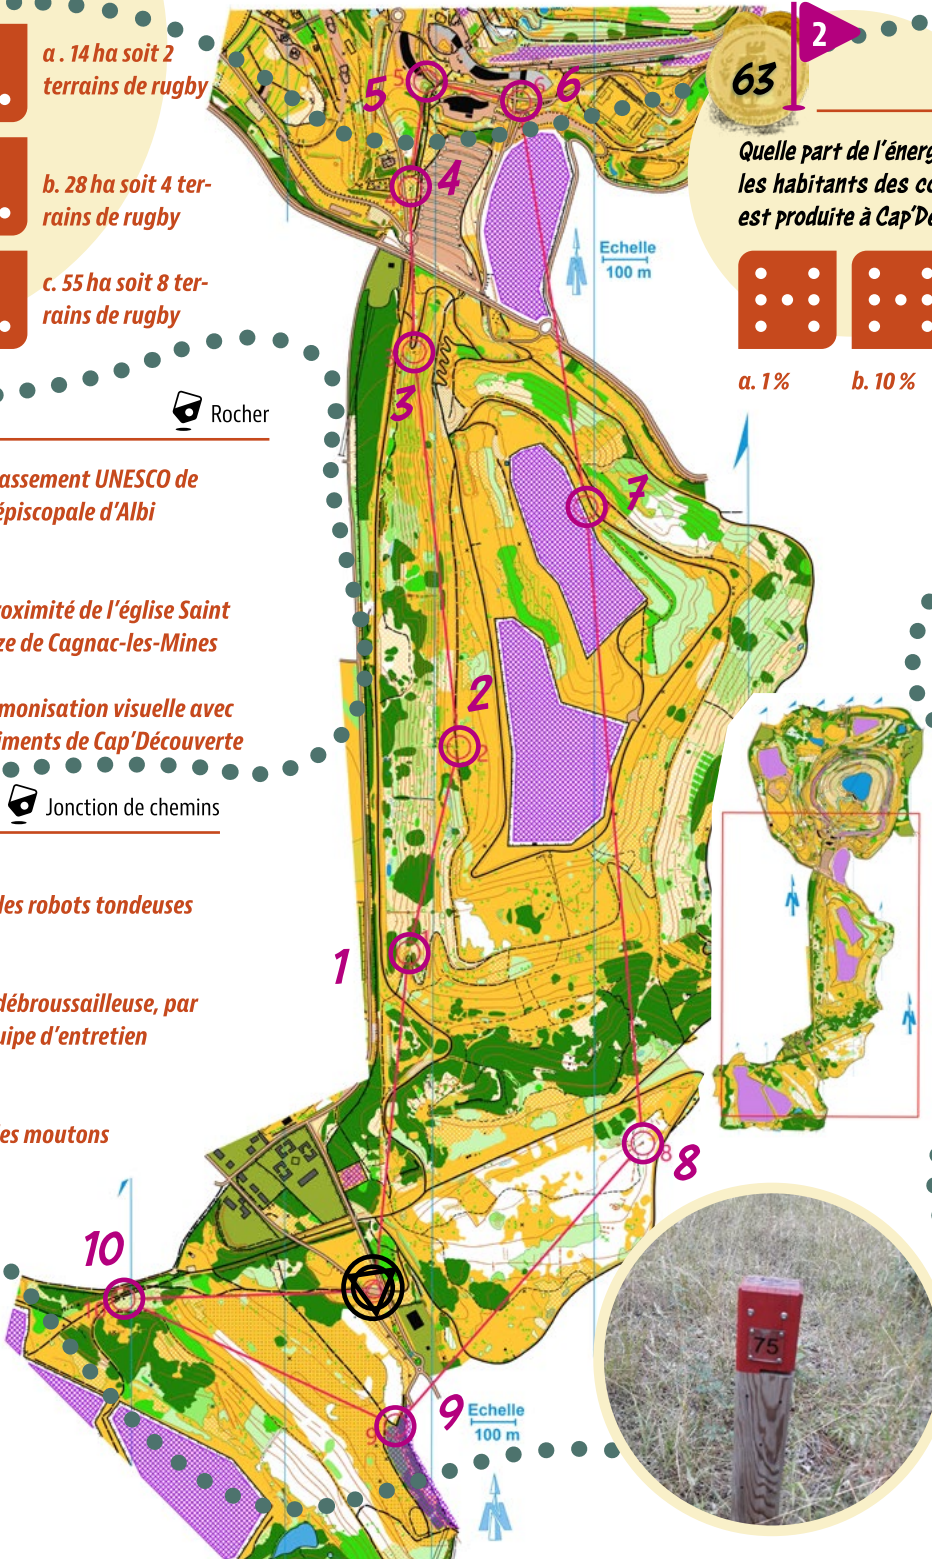 a. 14 ha soit 2
terrains de rugby
b. 28 ha soit 4 ter-
rains de rugby
c. 55 ha soit 8 ter-
rains de rugby
Rocher
assement UNESCO de
épiscopale d'Albi
roximité de l'église Saint
ze de Cagnac-les-Mines
monisation visuelle avec
iments de Cap'Découverte
Jonction de chemins
les robots tondeuses
débroussailleuse, par
uipe d'entretien
es moutons
2
63
Quelle part de l'énerg
les habitants des co
est produite à Cap'Dé
a. 1 %
b. 10 %
Echelle
100 m
5
6
4
3
7
2
1
8
8
10
9
9
Echelle
100 m
75